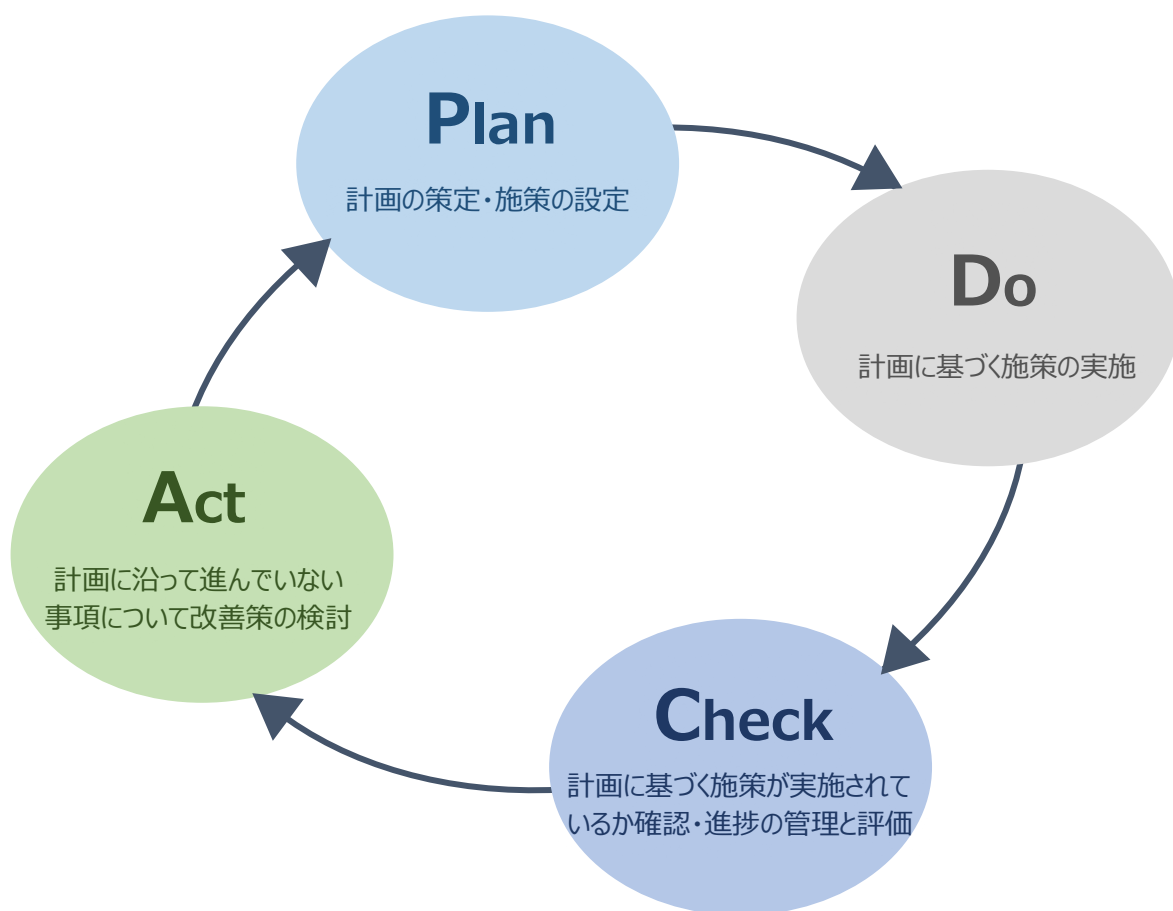 Plan
計画の策定・施策の設定
Do
計画に基づく施策の実施
Check
計画に基づく施策が実施されて
いるか確認・進捗の管理と評価
Act
計画に沿って進んでいない
事項について改善策の検討